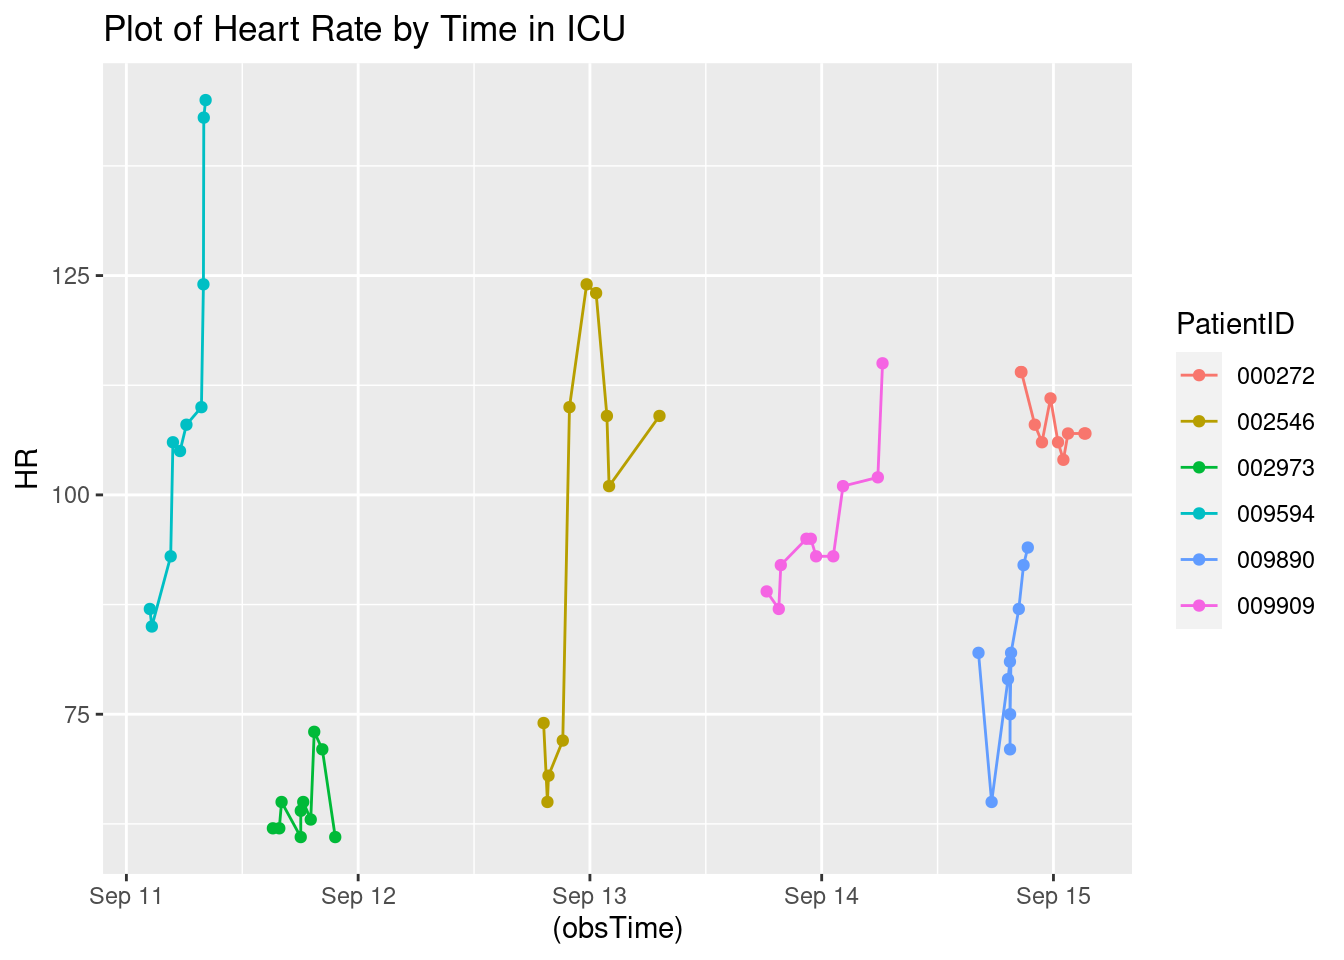 Plot of Heart Rate by Time in ICU
HR
125
100
75
Sep 11
Sep 12
Sep 13
Sep 14
Sep 15
(obsTime)
PatientID
000272
002546
002973
009594
009890
009909